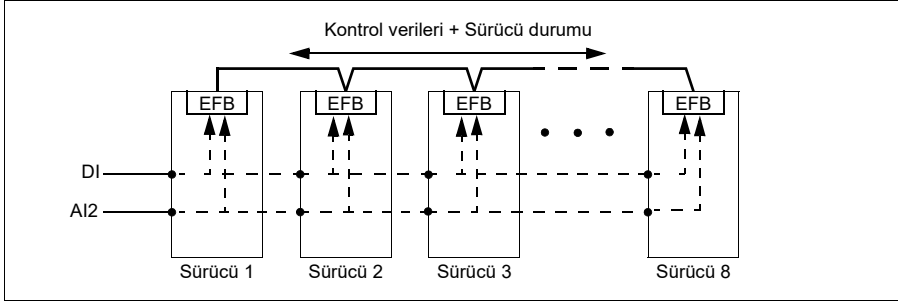 Kontrol verileri + Sürücü durumu
EFB EFB EFB EFB
DI
AI2
Sürücü 1 Sürücü 2 Sürücü 3 Sürücü 8